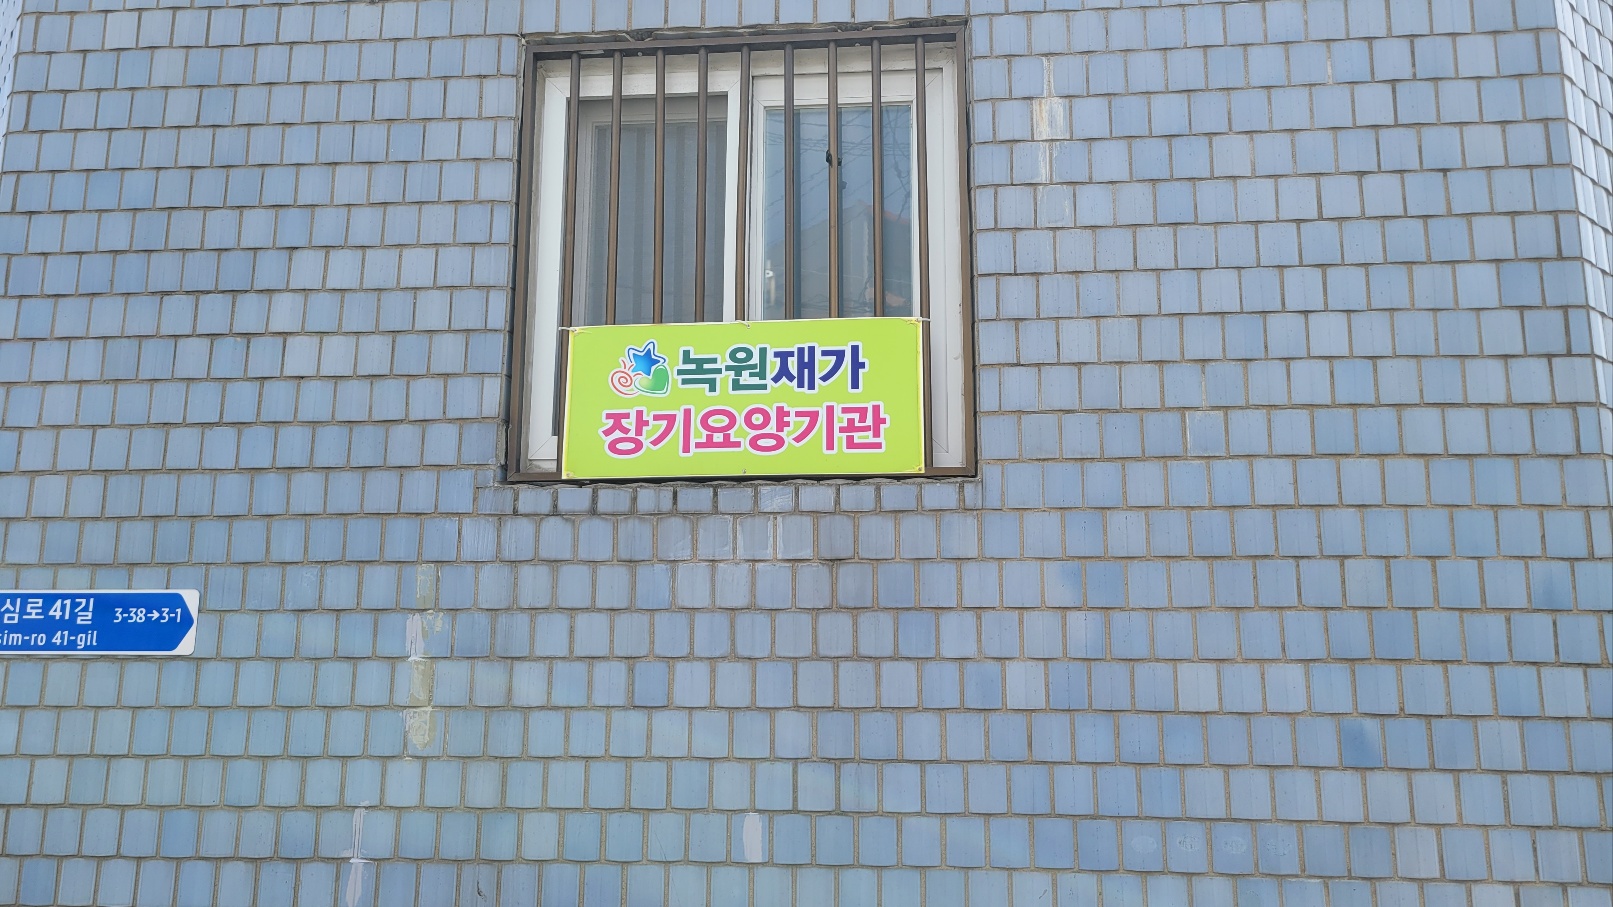 녹원재가
장기요양기관
심로 41길 3-38→3-1
sim-ro 41-gil